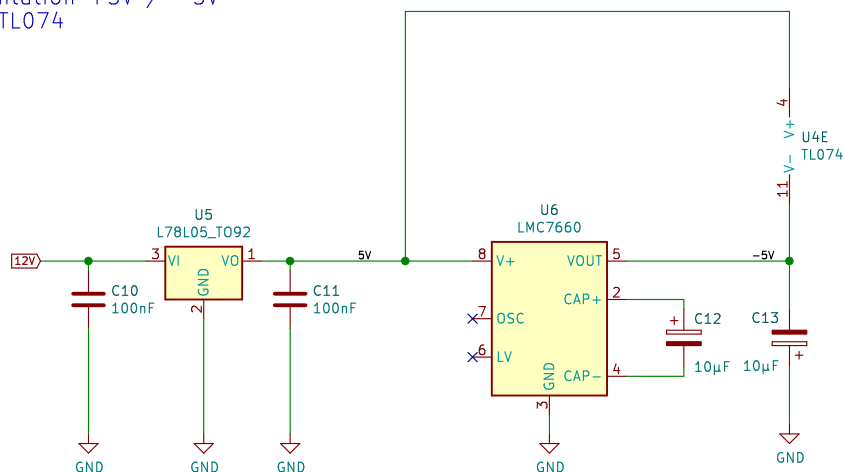 TL074
4
V+
U4E
TL074
V-
11
U5
L78L05_TO92
U6
LMC7660
12V
3
VI
VO
1
GND
2
5V
8
V+
VOUT
5
-5V
C10
100nF
C11
100nF
CAP+
2
7
OSC
C12
10µF
+
C13
10µF
+
6
LV
CAP-
4
GND
3
GND
GND
GND
GND
GND